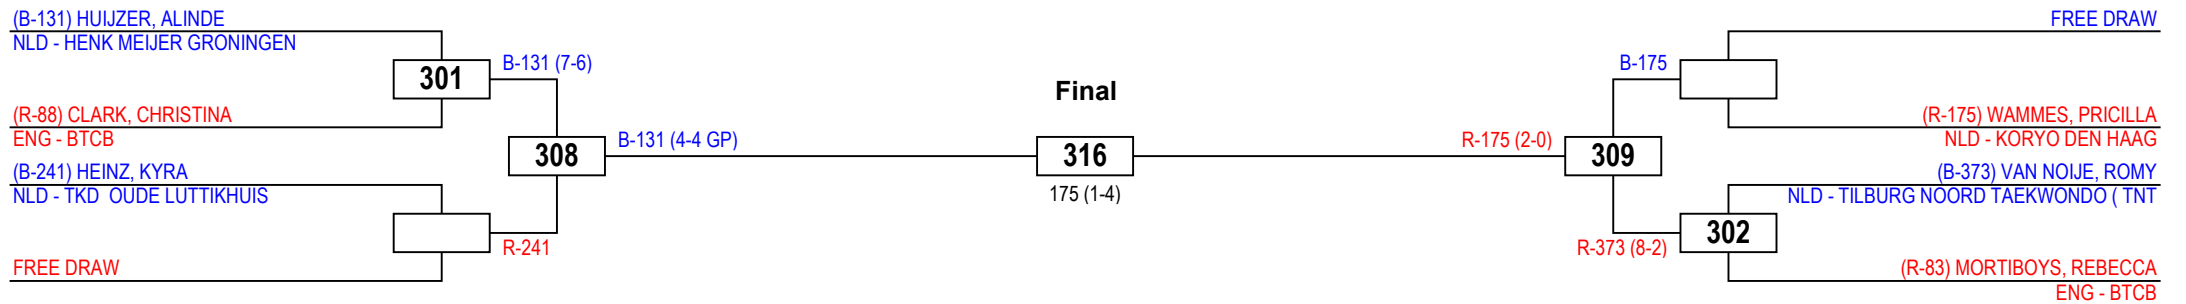 (B-131) HUIJZER, ALINDE
NLD - HENK MEIJER GRONINGEN
301
B-131 (7-6)
(R-88) CLARK, CHRISTINA
ENG - BTCB
308
B-131 (4-4 GP)
(B-241) HEINZ, KYRA
NLD - TKD  OUDE LUTTIKHUIS
R-241
FREE DRAW
Final
316
175 (1-4)
FREE DRAW
B-175
(R-175) WAMMES, PRICILLA
NLD - KORYO DEN HAAG
R-175 (2-0)
309
(B-373) VAN NOIJE, ROMY
NLD - TILBURG NOORD TAEKWONDO ( TNT
302
R-373 (8-2)
(R-83) MORTIBOYS, REBECCA
ENG - BTCB